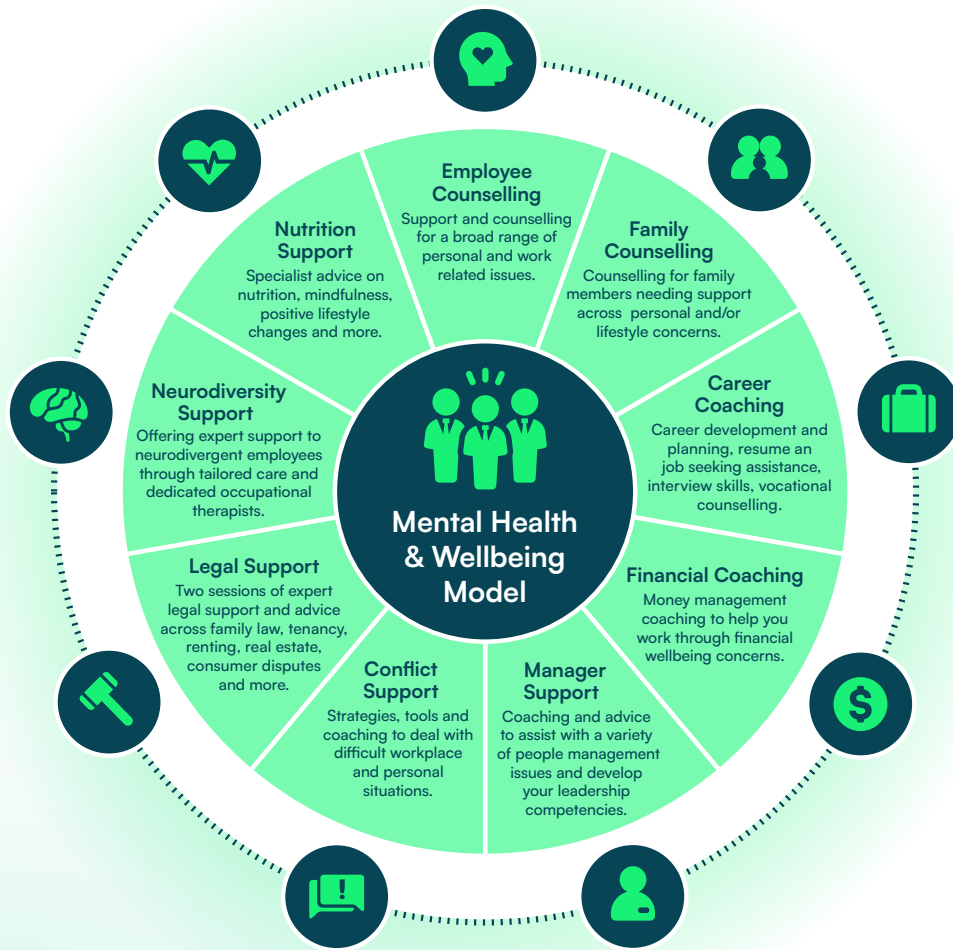 Mental Health
& Wellbeing
Model
Employee
Counselling
Support and counselling
for a broad range of
personal and work
related issues.
Family
Counselling
Counselling for family
members needing support
across personal and/or
lifestyle concerns.
Career
Coaching
Career development and
planning, resume an
job seeking assistance,
interview skills, vocational
counselling.
Financial Coaching
Money management
coaching to help you
work through financial
wellbeing concerns.
Manager
Support
Coaching and advice
to assist with a variety
of people management
issues and develop
your leadership
competencies.
Conflict
Support
Strategies, tools and
coaching to deal with
difficult workplace
and personal
situations.
Legal Support
Two sessions of expert
legal support and advice
across family law, tenancy,
renting, real estate,
consumer disputes
and more.
Neurodiversity
Support
Offering expert support to
neurodivergent employees
through tailored care and
dedicated occupational
therapists.
Nutrition
Support
Specialist advice on
nutrition, mindfulness,
positive lifestyle
changes and more.
$
!